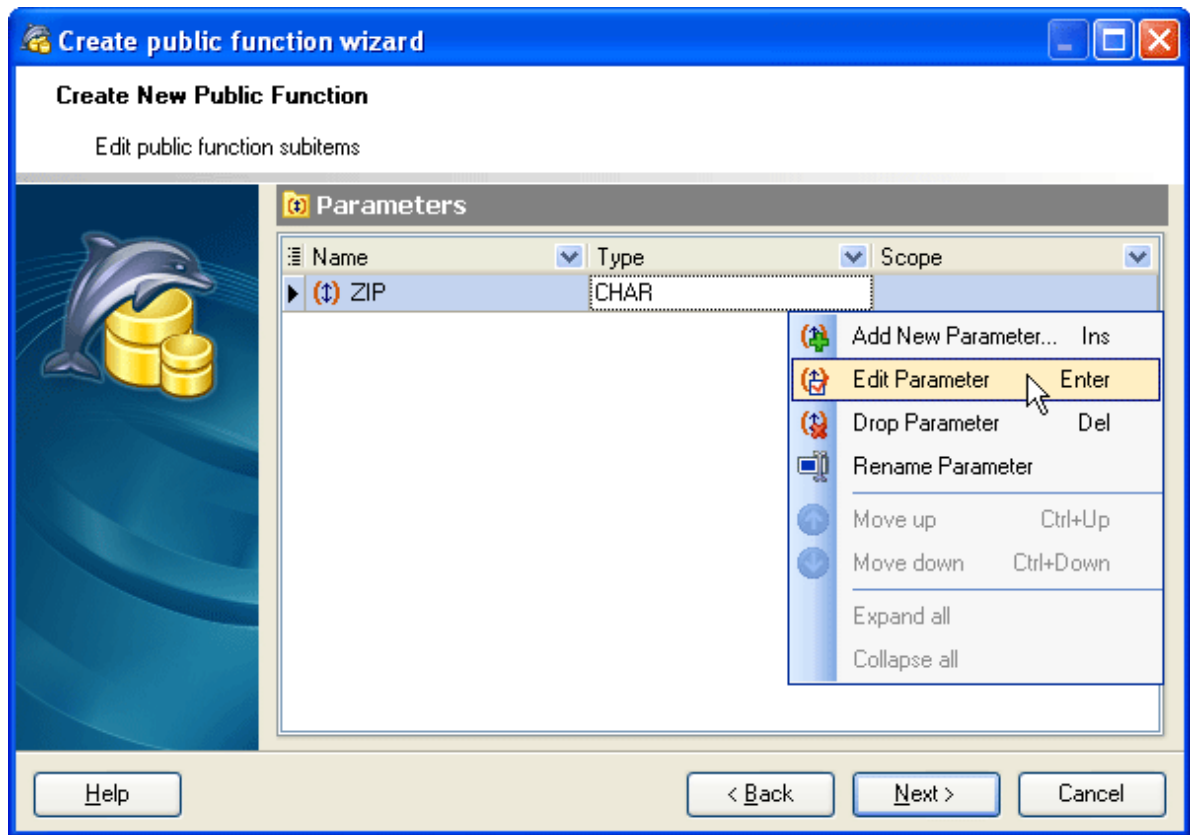 Create public function wizard
Create New Public Function
Edit public function subitems
Parameters
Name Type Scope
ZIP CHAR
Add New Parameter... Ins
Edit Parameter Enter
Drop Parameter Del
Rename Parameter
Move up Ctrl+Up
Move down Ctrl+Down
Expand all
Collapse all
Help < Back Next > Cancel